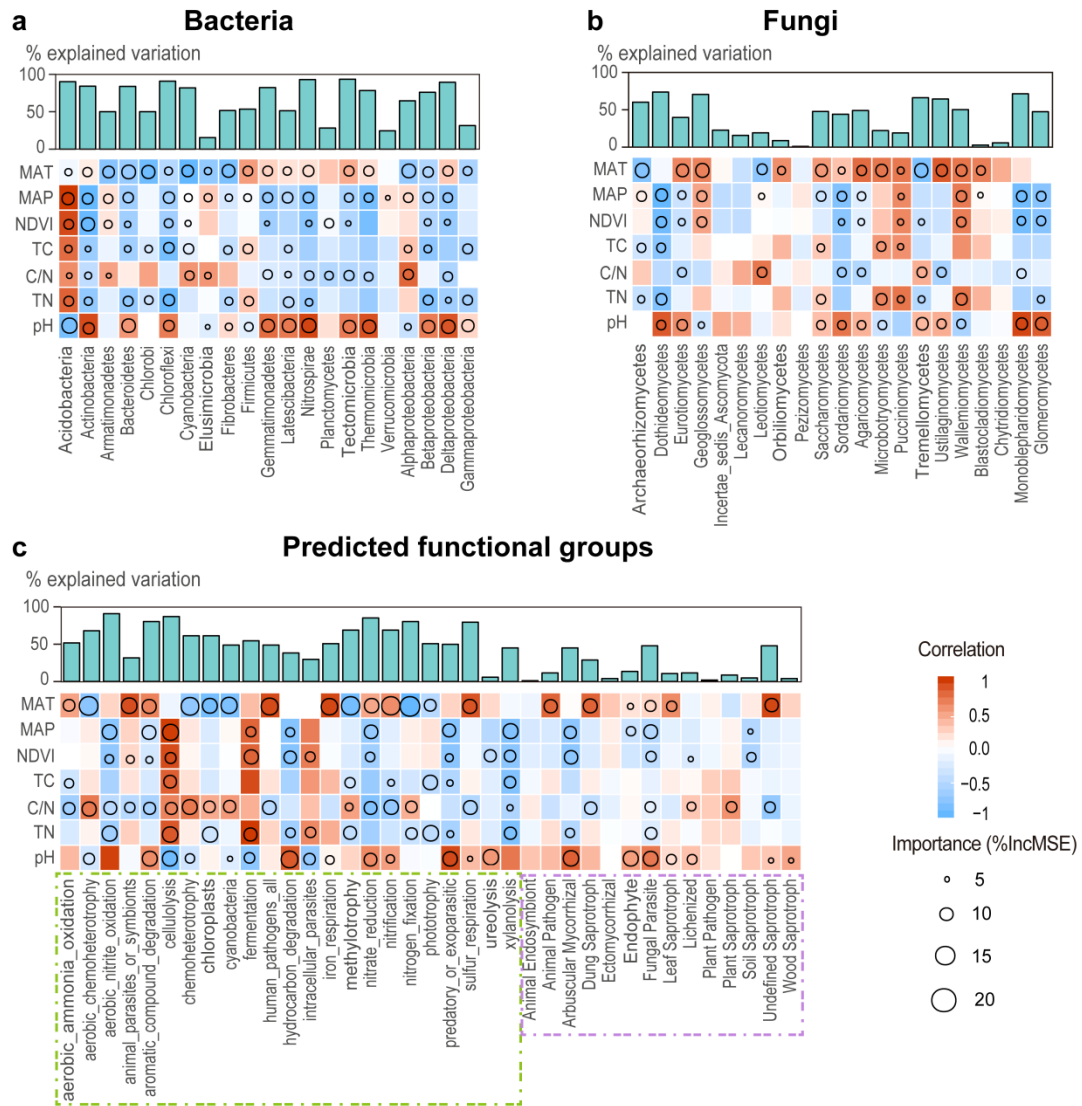 a
Bacteria
% explained variation
100
50
0
MAT
MAP
NDVI
TC
C/N
TN
pH
Acidobacteria
Actinobacteria
Armatimonadetes
Bacteroidetes
Chlorobi
Chloroflexi
Cyanobacteria
Elusimicrobia
Fibrobacteres
Firmicutes
Gemmatimonadetes
Latescibacteria
Nitrospirae
Planctomycetes
Tectomicrobia
Thermomicrobia
Verrucomicrobia
Alphaproteobacteria
Betaproteobacteria
Deltaproteobacteria
Gammaproteobacteria
b
Fungi
% explained variation
100
50
0
MAT
MAP
NDVI
TC
C/N
TN
pH
Archaeorhizomycetes
Dothideomycetes
Eurotiomycetes
Geoglossomycetes
Incertae_sedis_Ascomycota
Lecanoromycetes
Leotiomycetes
Orbiliomycetes
Pezizomycetes
Saccharomycetes
Sordariomycetes
Agaricomycetes
Microbotryomycetes
Pucciniomycetes
Tremellomycetes
Ustilaginomycetes
Wallemiomycetes
Blastocladiomycetes
Chytridiomycetes
Monoblepharidomycetes
Glomeromycetes
c
Predicted functional groups
% explained variation
100
50
0
MAT
MAP
NDVI
TC
C/N
TN
pH
aerobic_ammonia_oxidation
aerobic_chemoheterotrophy
aerobic_nitrite_oxidation
animal_parasites_or_symbionts
aromatic_compound_degradation
cellulolysis
chemoheterotrophy
chloroplasts
cyanobacteria
fermentation
human_pathogens_all
hydrocarbon_degradation
intracellular_parasites
iron_respiration
methylotrophy
nitrate_reduction
nitrification
nitrogen_fixation
phototrophy
predatory_or_exoparasitic
sulfur_respiration
ureolysis
xylanolysis
Animal Endosymbiont
Animal Pathogen
Arbuscular Mycorrhizal
Dung Saprotroph
Ectomycorrhizal
Endophyte
Fungal Parasite
Leaf Saprotroph
Lichenized
Plant Pathogen
Plant Saprotroph
Soil Saprotroph
Undefined Saprotroph
Wood Saprotroph
Correlation
1
0.5
0.0
−0.5
−1
Importance (%IncMSE)
5
10
15
20